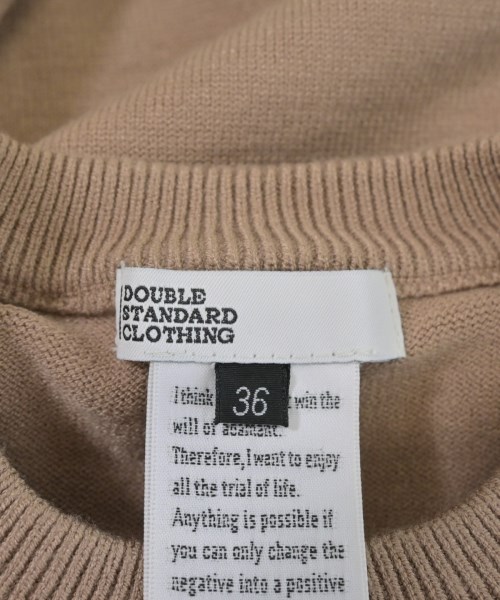 DOUBLE
STANDARD
CLOTHING
36
I think win the
will of adamant.
Therefore, I want to enjoy
all the trial of life.
Anything is possible if
you can only change the
negative into a positive